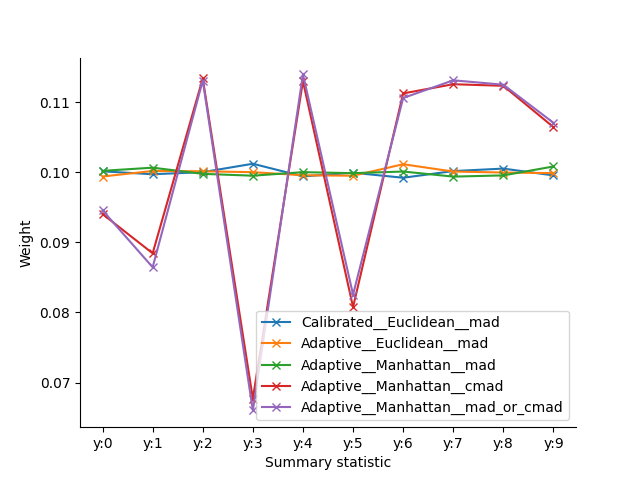 0.11
0.10
0.09
0.08
0.07
Weight
Calibrated__Euclidean__mad
Adaptive__Euclidean__mad
Adaptive__Manhattan__mad
Adaptive__Manhattan__cmad
Adaptive__Manhattan__mad_or_cmad
y:0 y:1 y:2 y:3 y:4 y:5 y:6 y:7 y:8 y:9
Summary statistic